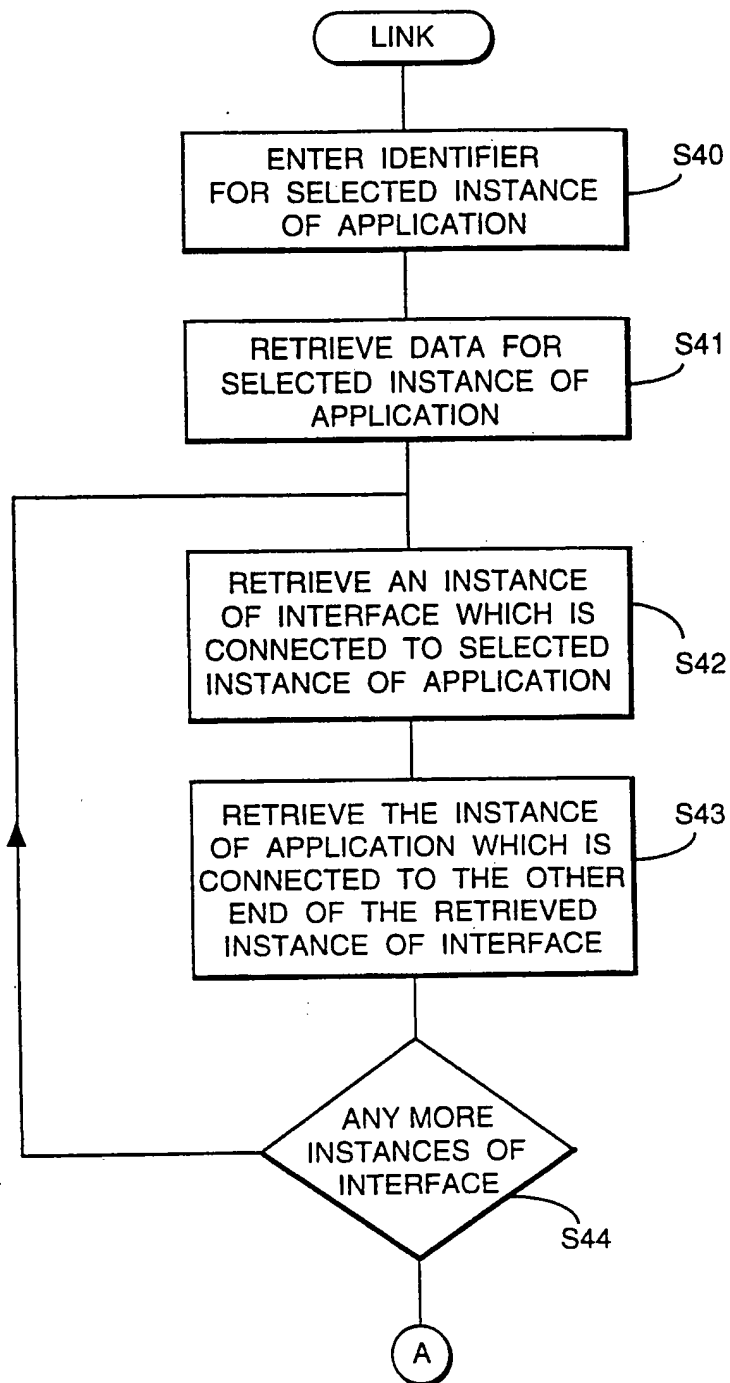 LINK
ENTER IDENTIFIER
FOR SELECTED INSTANCE
OF APPLICATION
S40
RETRIEVE DATA FOR
SELECTED INSTANCE OF
APPLICATION
S41
RETRIEVE AN INSTANCE
OF INTERFACE WHICH IS
CONNECTED TO SELECTED
INSTANCE OF APPLICATION
S42
RETRIEVE THE INSTANCE
OF APPLICATION WHICH IS
CONNECTED TO THE OTHER
END OF THE RETRIEVED
INSTANCE OF INTERFACE
S43
ANY MORE
INSTANCES OF
INTERFACE
S44
A